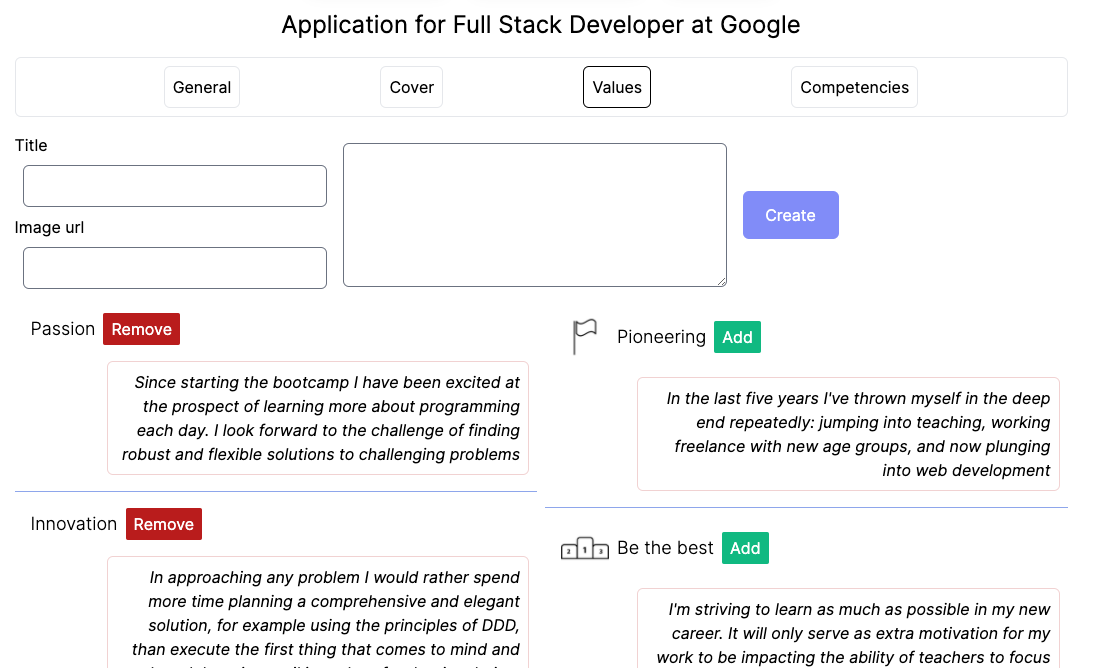 Application for Full Stack Developer at Google
General
Cover
Values
Competencies
Title
Image url
Create
Passion
Remove
Since starting the bootcamp I have been excited at
the prospect of learning more about programming
each day. I look forward to the challenge of finding
robust and flexible solutions to challenging problems
Innovation
Remove
In approaching any problem I would rather spend
more time planning a comprehensive and elegant
solution, for example using the principles of DDD,
than execute the first thing that comes to mind and
Pioneering
Add
In the last five years I've thrown myself in the deep
end repeatedly: jumping into teaching, working
freelance with new age groups, and now plunging
into web development
2 1 3
Be the best
Add
I'm striving to learn as much as possible in my new
career. It will only serve as extra motivation for my
work to be impacting the ability of teachers to focus